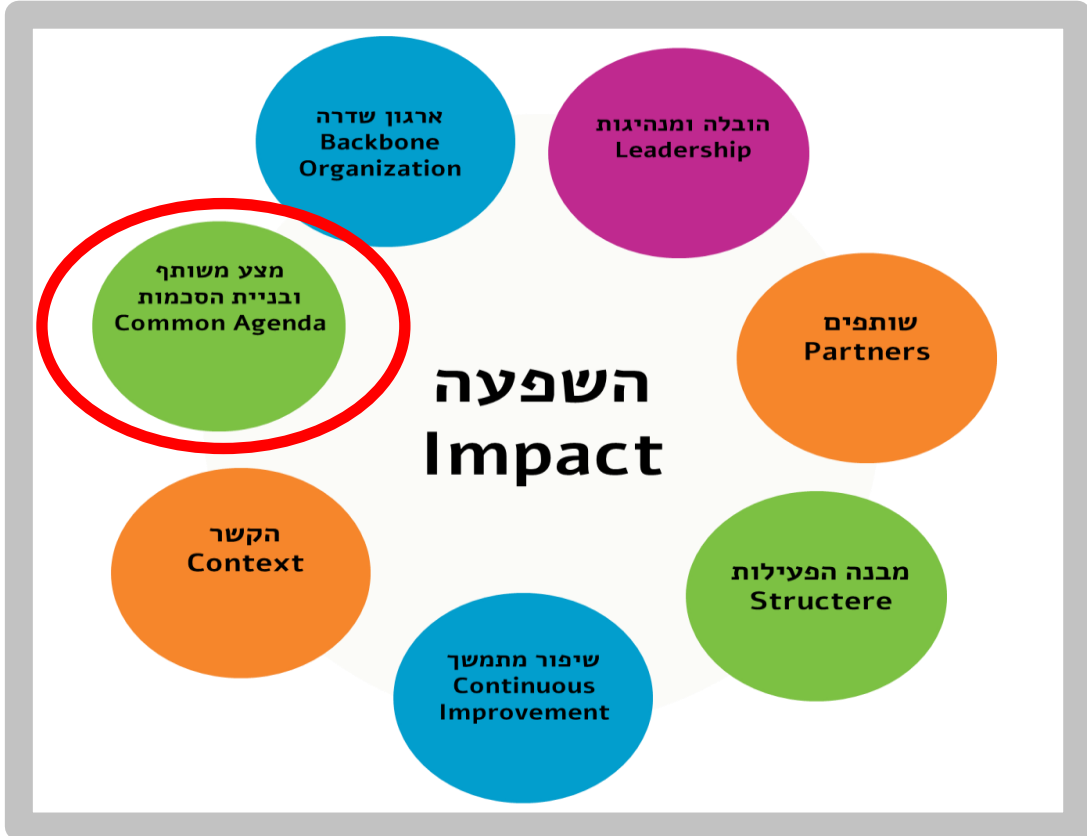 ארגון שדרה
Backbone
Organization
הובלה ומנהיגות
Leadership
מצע משותף
ובניית הסכמות
Common Agenda
שותפים
Partners
השפעה
Impact
הקשר
Context
מבנה הפעילות
Structere
שיפור מתמשך
Continuous
Improvement